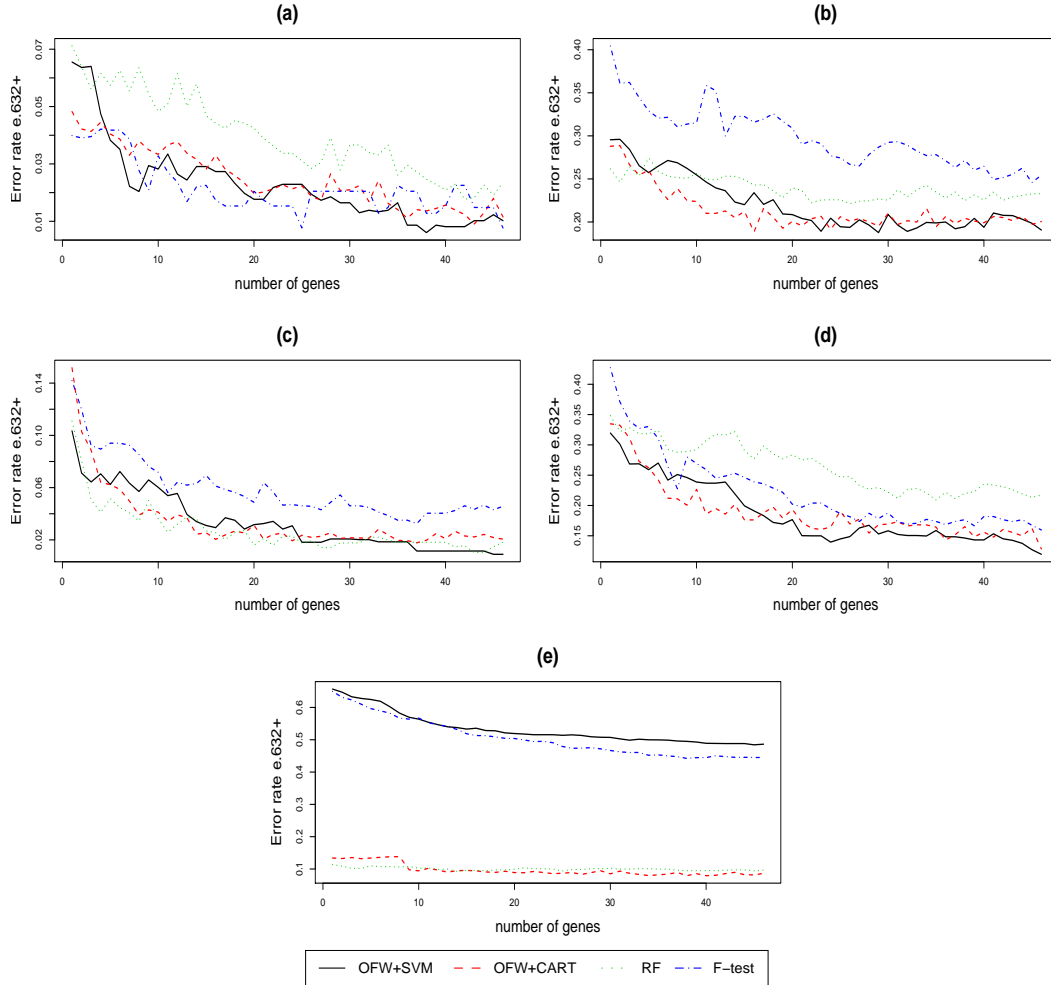 (a)
Error rate e.632+
0.07
0.05
0.03
0.01
0 10 20 30 40
number of genes
(b)
Error rate e.632+
0.40
0.35
0.30
0.25
0.20
0 10 20 30 40
number of genes
(c)
Error rate e.632+
0.14
0.10
0.06
0.02
0 10 20 30 40
number of genes
(d)
Error rate e.632+
0.40
0.35
0.30
0.25
0.20
0.15
0 10 20 30 40
number of genes
(e)
Error rate e.632+
0.6
0.5
0.4
0.3
0.2
0.1
0 10 20 30 40
number of genes
OFW+SVM OFW+CART RF F−test